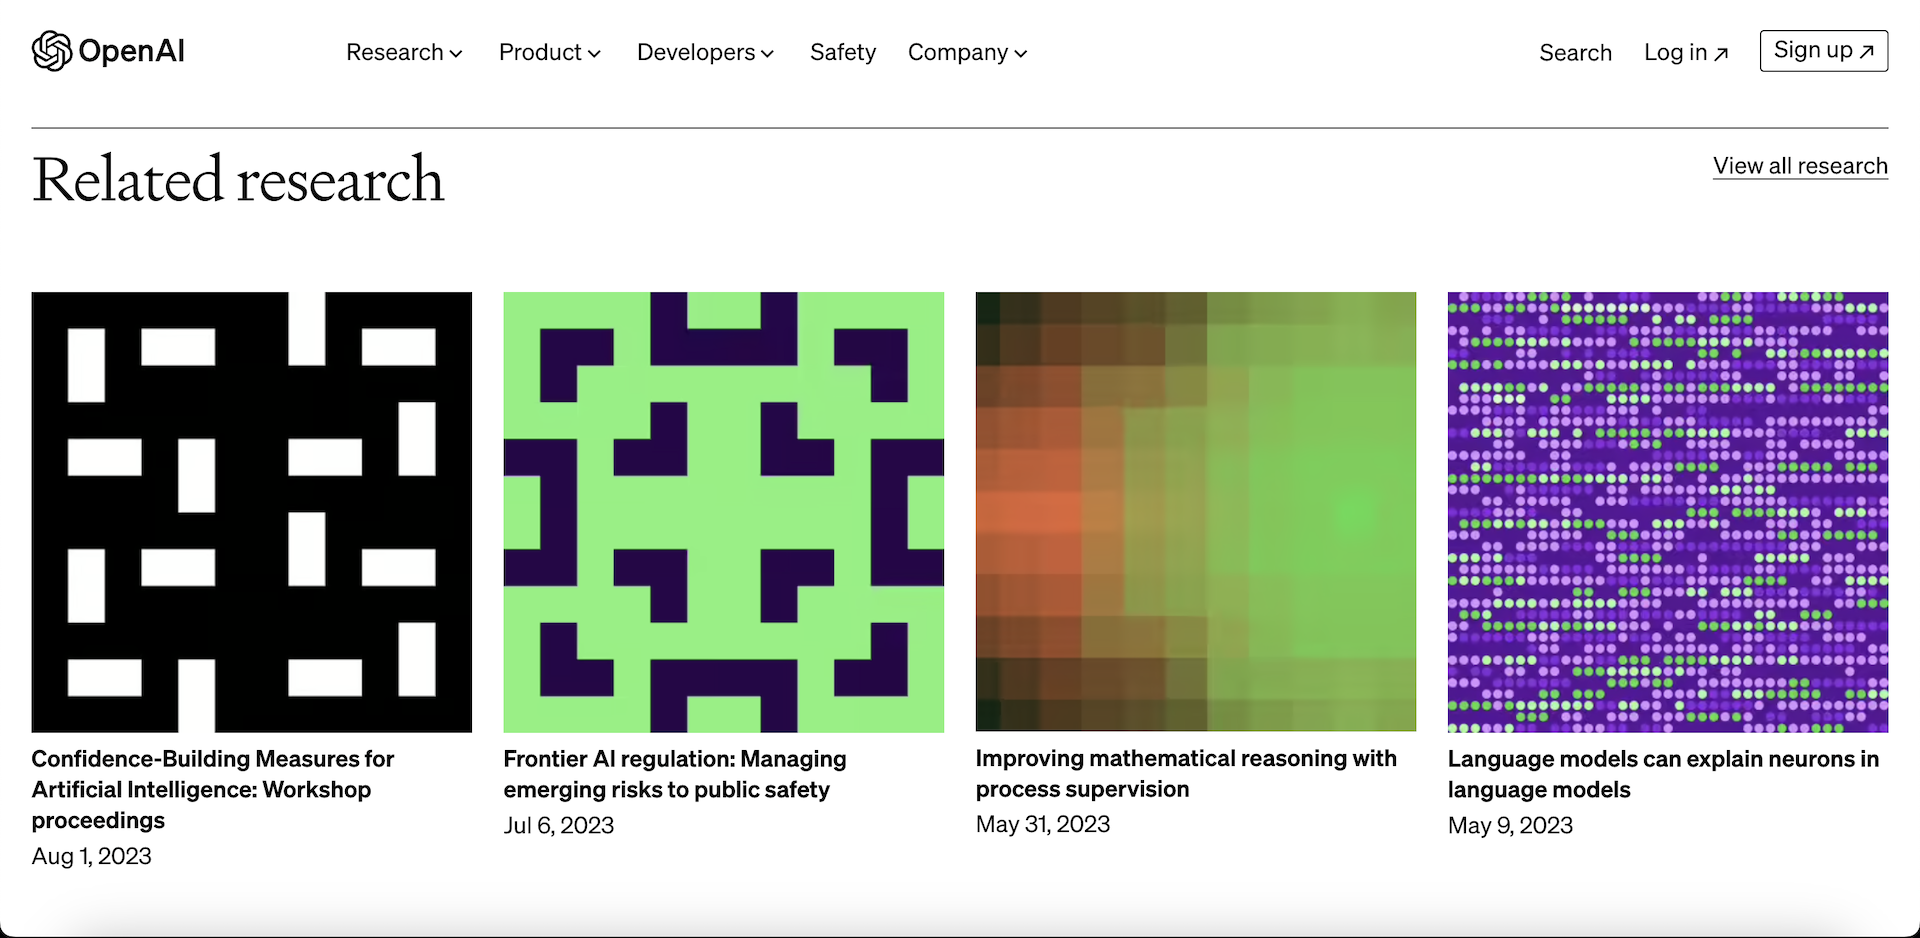 OpenAI
Research
Product
Developers
Safety
Company
Search
Log in ↗
Sign up ↗
Related research
View all research
Confidence-Building Measures for
Artificial Intelligence: Workshop
proceedings
Aug 1, 2023
Frontier AI regulation: Managing
emerging risks to public safety
Jul 6, 2023
Improving mathematical reasoning with
process supervision
May 31, 2023
Language models can explain neurons in
language models
May 9, 2023